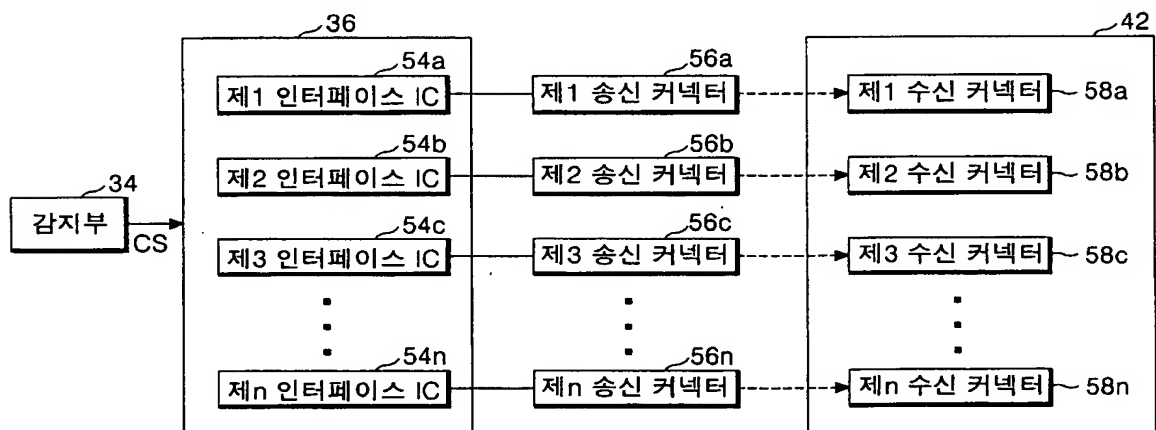 36
42
54a
56a
제1 인터페이스 IC
제1 송신 커넥터
제1 수신 커넥터
58a
54b
56b
제2 인터페이스 IC
제2 송신 커넥터
제2 수신 커넥터
58b
34
감지부
CS
54c
56c
제3 인터페이스 IC
제3 송신 커넥터
제3 수신 커넥터
58c
54n
56n
제n 인터페이스 IC
제n 송신 커넥터
제n 수신 커넥터
58n